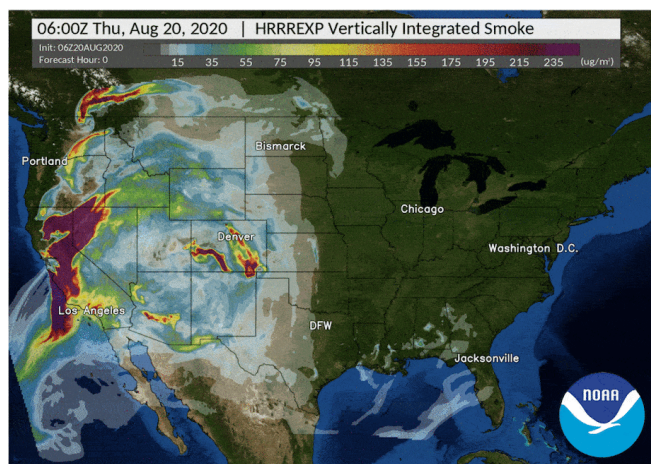 06:00Z Thu, Aug 20, 2020 | HRRREXP Vertically Integrated Smoke
Init: 06Z20AUG2020
Forecast Hour: 0
15 35 55 75 95 115 135 155 175 195 215 235 (ug/m²)
Portland
Bismarck
Chicago
Denver
Washington D.C.
Los Angeles
DFW
Jacksonville
NOAA